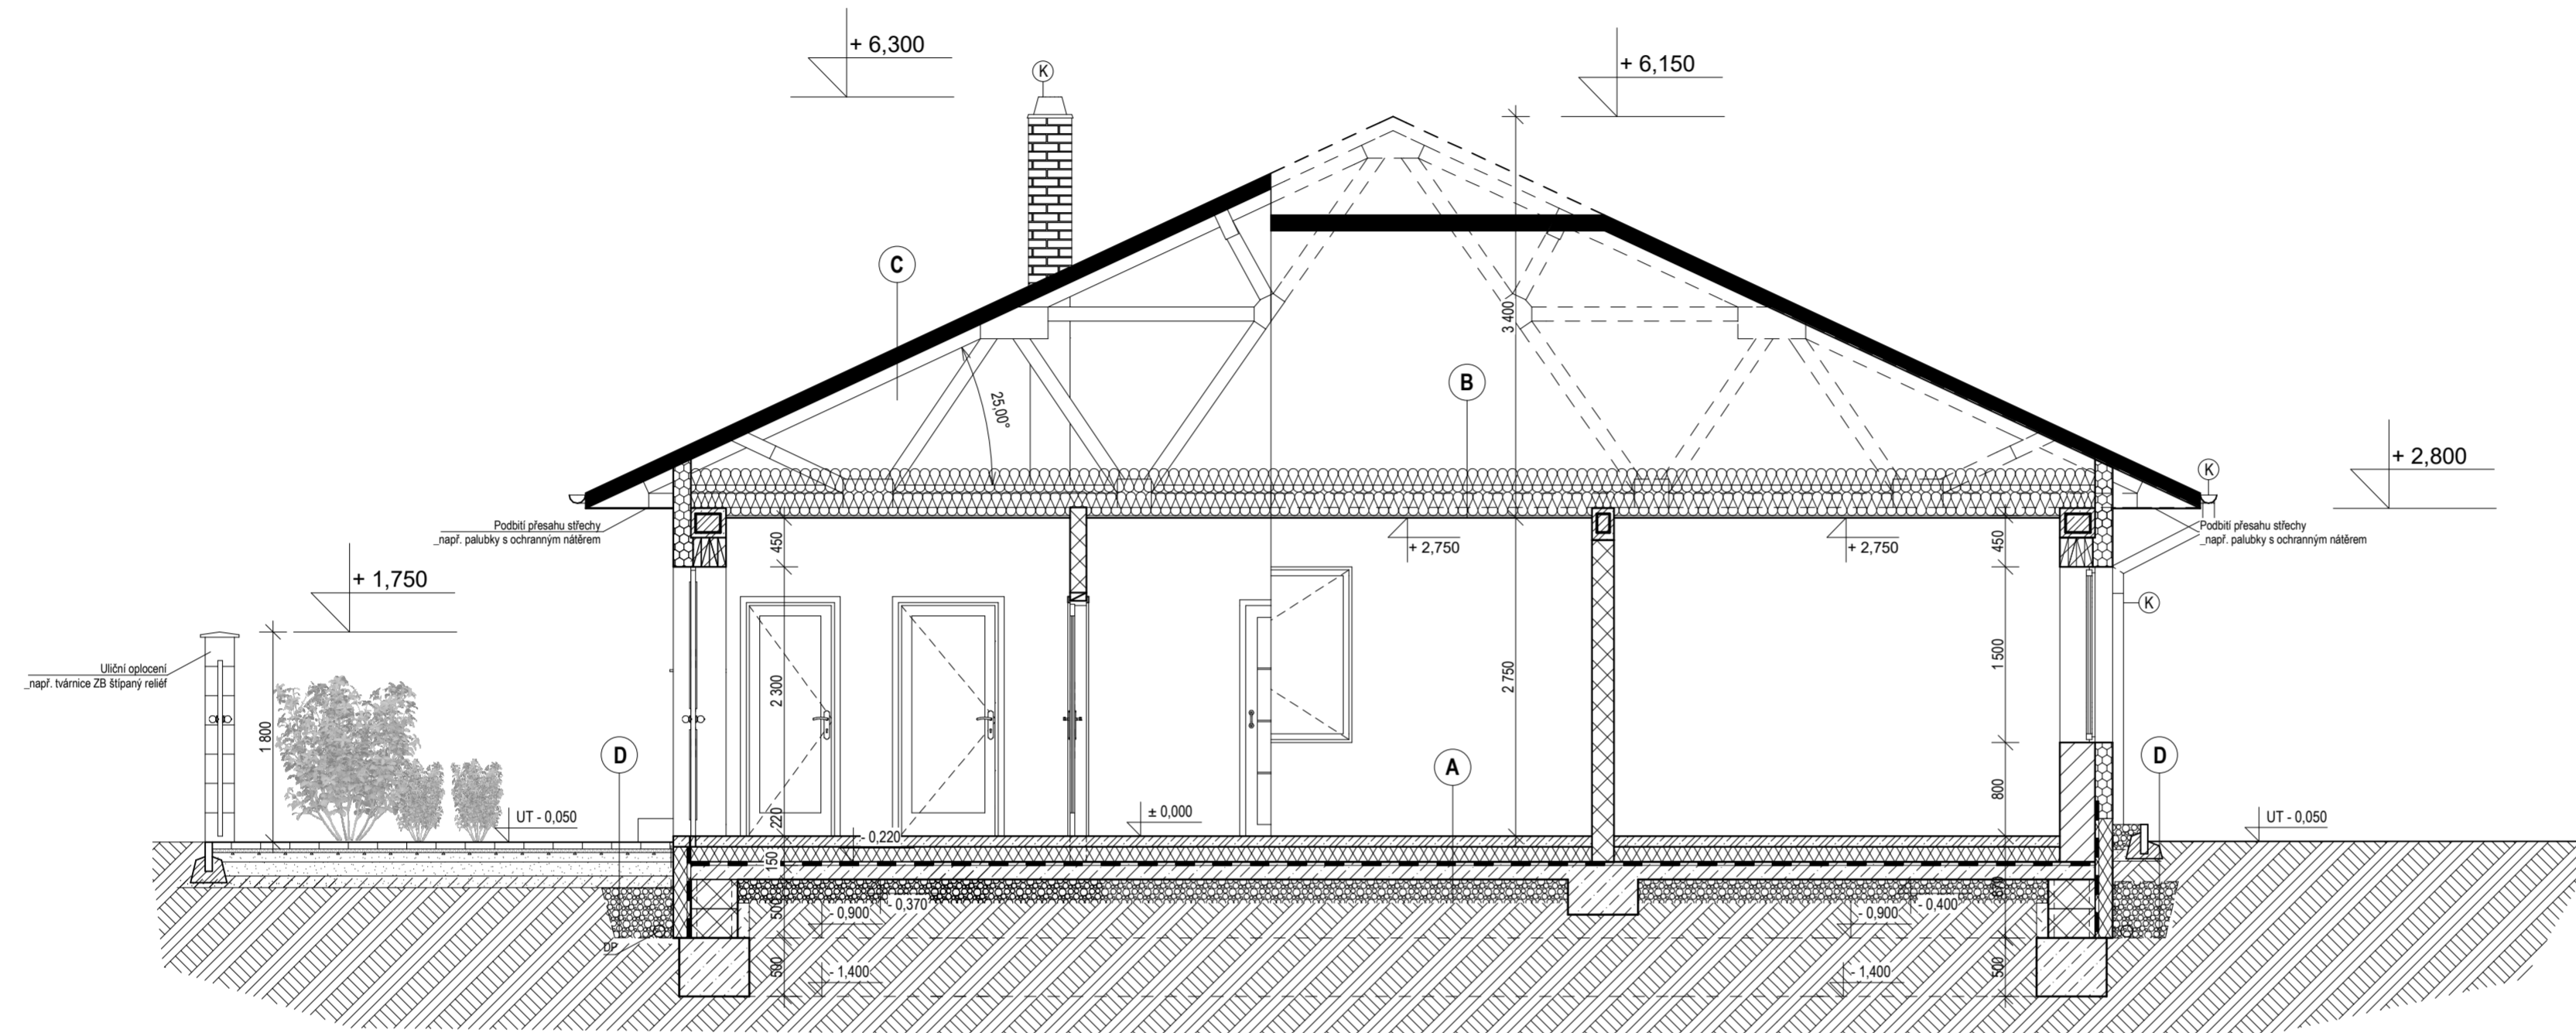 + 6,300
+ 6,150
K
C
3 400
25,00°
B
+ 2,800
K
Podbití přesahu střechy
_např. palubky s ochranným nátěrem
450
+ 2,750
+ 2,750
450
Podbití přesahu střechy
_např. palubky s ochranným nátěrem
+ 1,750
K
Uliční oplocení
_např. tvárnice ZB štípaný reliéf
1 800
2 300
2 750
1 500
D
A
D
800
UT - 0,050
220
± 0,000
UT - 0,050
- 0,220
150
500
- 0,370
- 0,900
- 0,900
- 0,400
DP
500
- 1,400
- 1,400
500